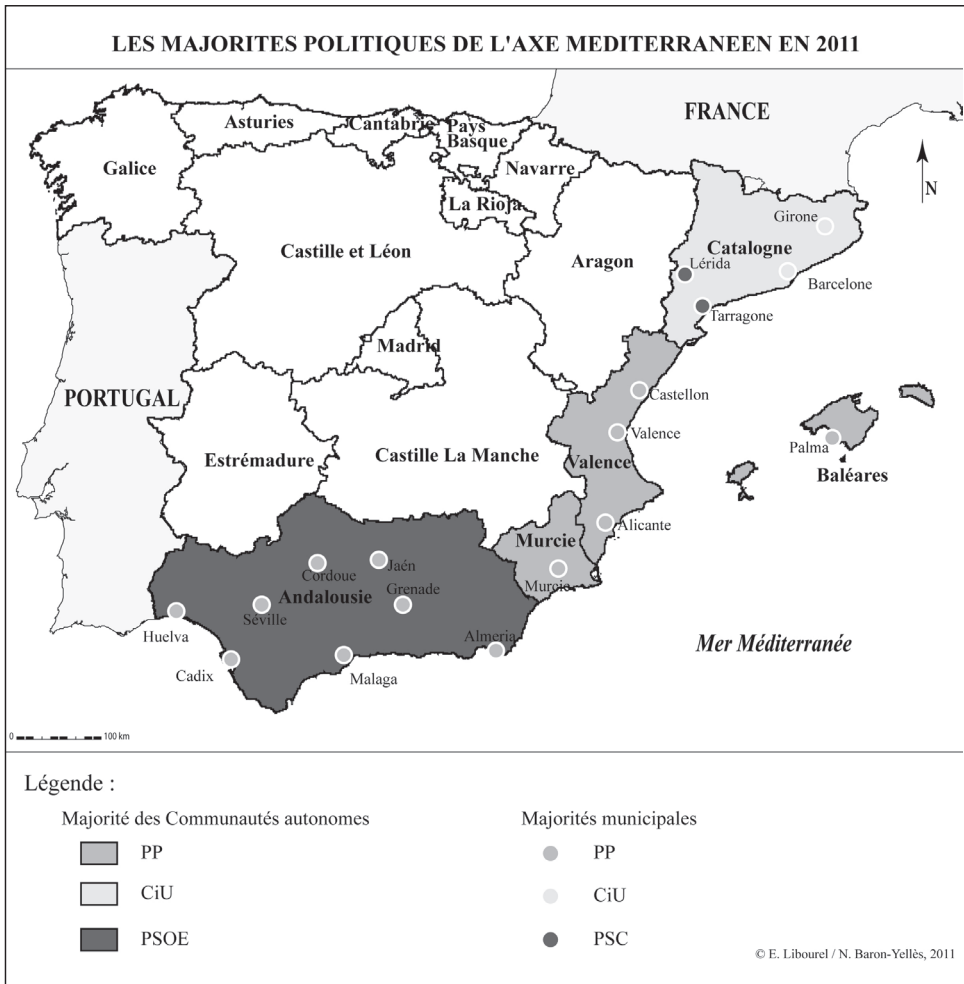 LES MAJORITES POLITIQUES DE L'AXE MEDITERRANEEN EN 2011
FRANCE
Asturies
Cantabrie
Pays
Basque
Galice
Navarre
N
La Rioja
Girone
Catalogne
Castille et Léon
Aragon
Lérida
Barcelone
Tarragone
Madrid
PORTUGAL
Castellon
Valence
Palma
Estrémadure
Castille La Manche
Valence
Baléares
Alicante
Murcie
Cordoue
Jaén
Murcie
Andalousie
Grenade
Séville
Huelva
Almeria
Mer Méditerranée
Cadix
Malaga
0 100 km
Légende :
Majorité des Communautés autonomes
PP
CiU
PSOE
Majorités municipales
PP
CiU
PSC
© E. Libourel / N. Baron-Yellès, 2011